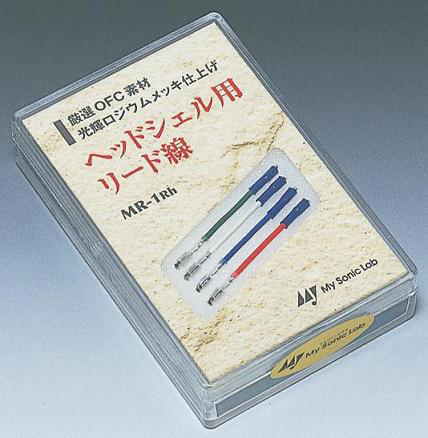 厳選OFC素材
光輝ロジウムメッキ仕上げ
ヘッドシェル用
リード線
MR-1Rh
My Sonic Lab
My Sonic Lab